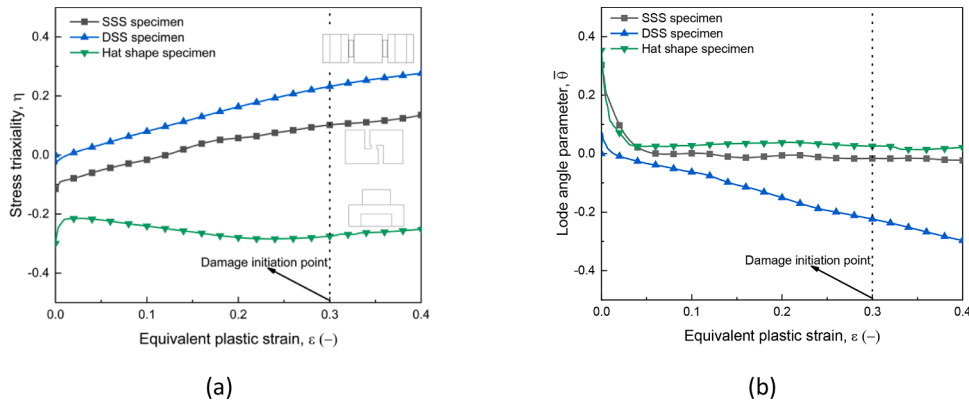 SSS specimen
DSS specimen
Hat shape specimen
Stress triaxiality, η
0.4
0.2
0.0
-0.2
-0.4
Damage initiation point
0.0 0.1 0.2 0.3 0.4
Equivalent plastic strain, ε (–)
(a)
SSS specimen
DSS specimen
Hat shape specimen
Lode angle parameter, θ̅
0.4
0.2
0.0
-0.2
-0.4
Damage initiation point
0.0 0.1 0.2 0.3 0.4
Equivalent plastic strain, ε (–)
(b)